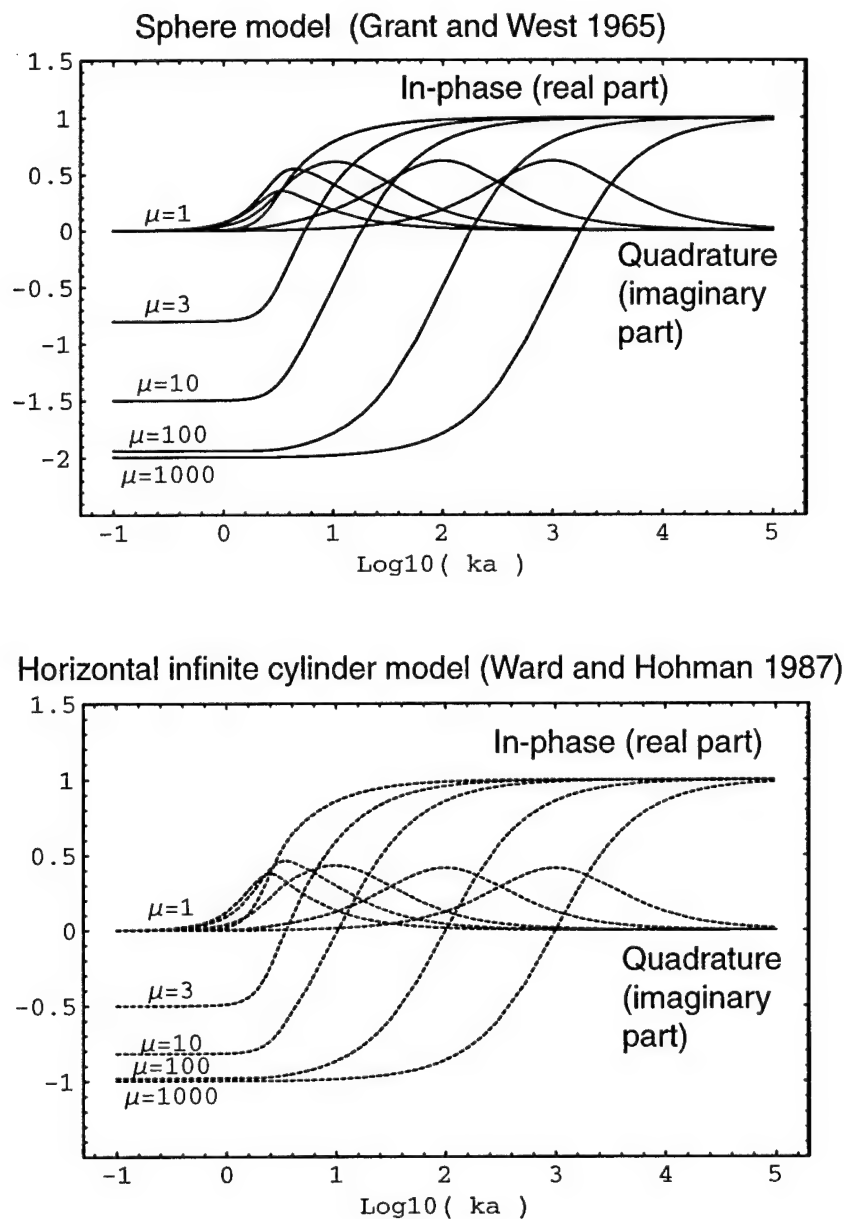 Sphere model (Grant and West 1965)
1.5
In-phase (real part)
1
0.5
μ=1
0
Quadrature
(imaginary
part)
-0.5
μ=3
-1
μ=10
-1.5
μ=100
-2
μ=1000
-1 0 1 2 3 4 5
Log10( ka )
Horizontal infinite cylinder model (Ward and Hohman 1987)
1.5
In-phase (real part)
1
0.5
μ=1
0
Quadrature
(imaginary
part)
-0.5
μ=3
μ=10
μ=100
-1
μ=1000
-1 0 1 2 3 4 5
Log10( ka )